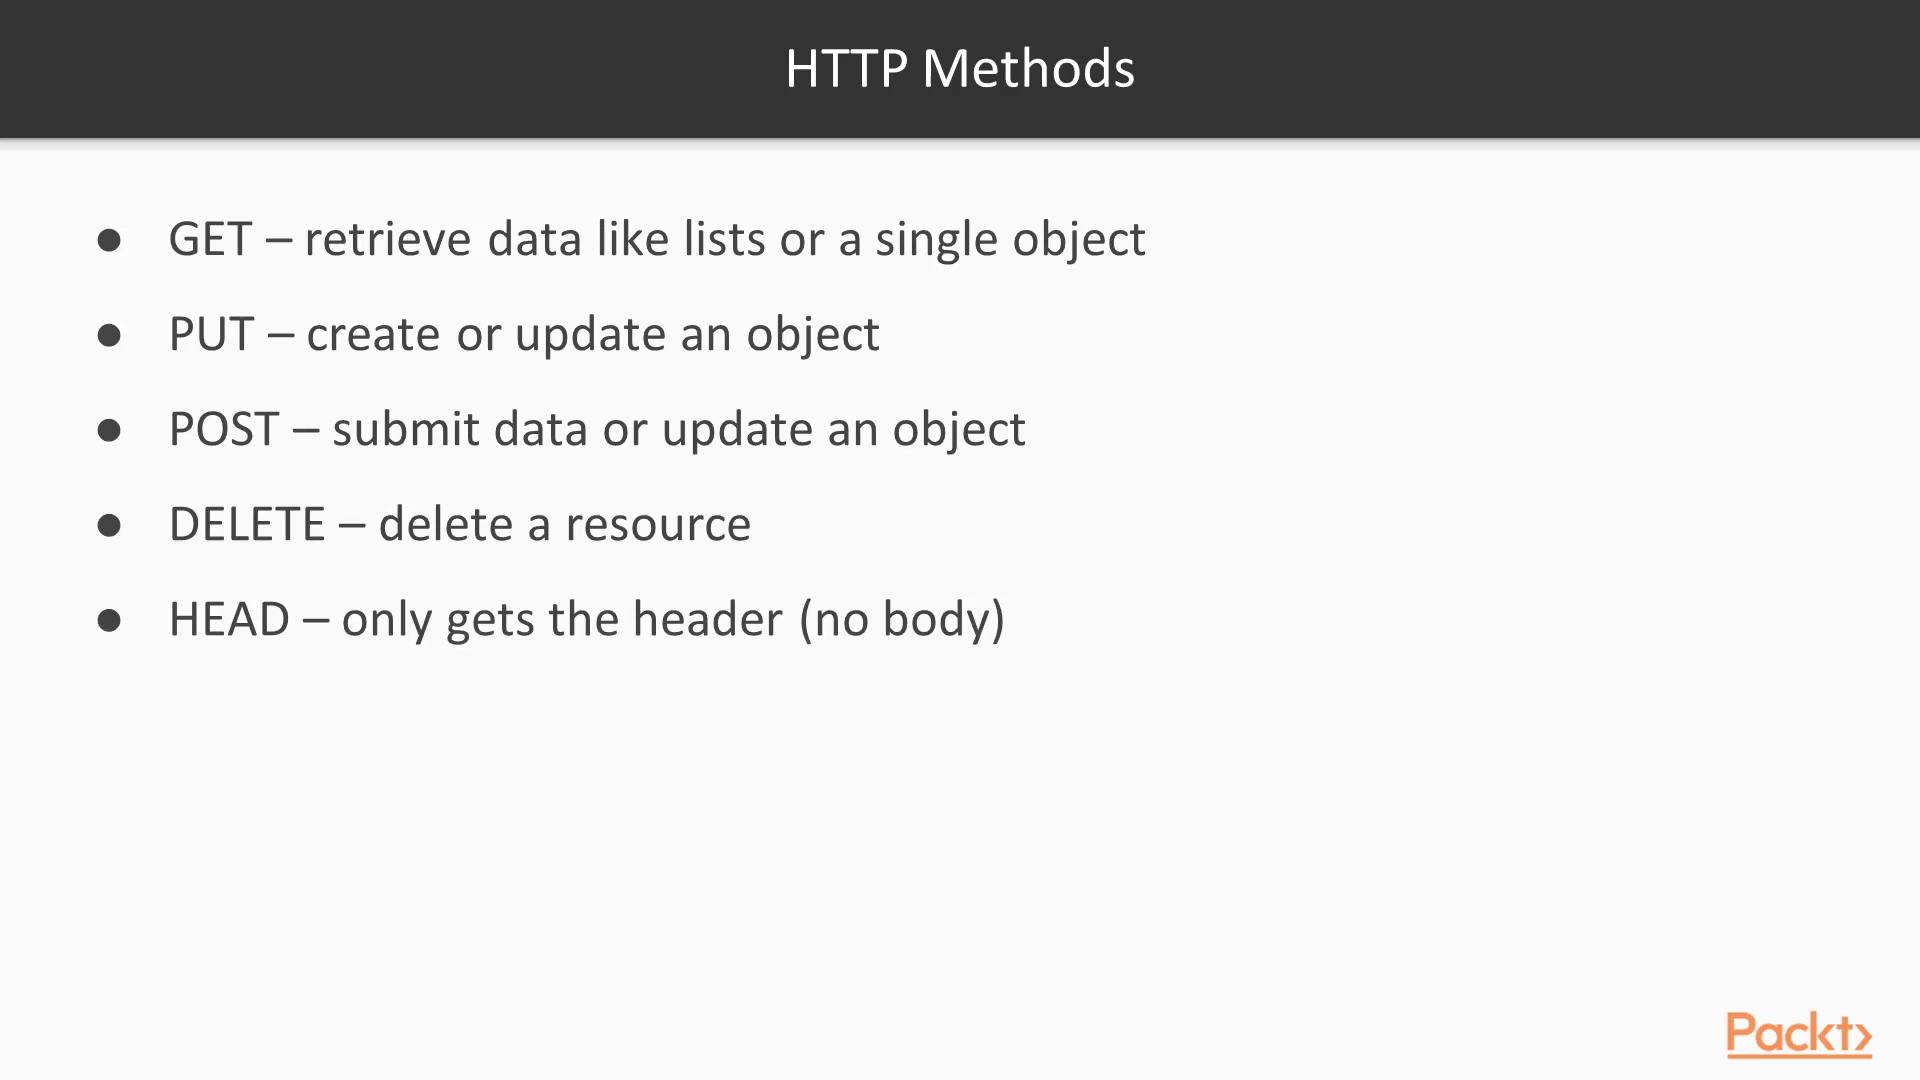 HTTP Methods
● GET – retrieve data like lists or a single object
● PUT – create or update an object
● POST – submit data or update an object
● DELETE – delete a resource
● HEAD – only gets the header (no body)
Packt>